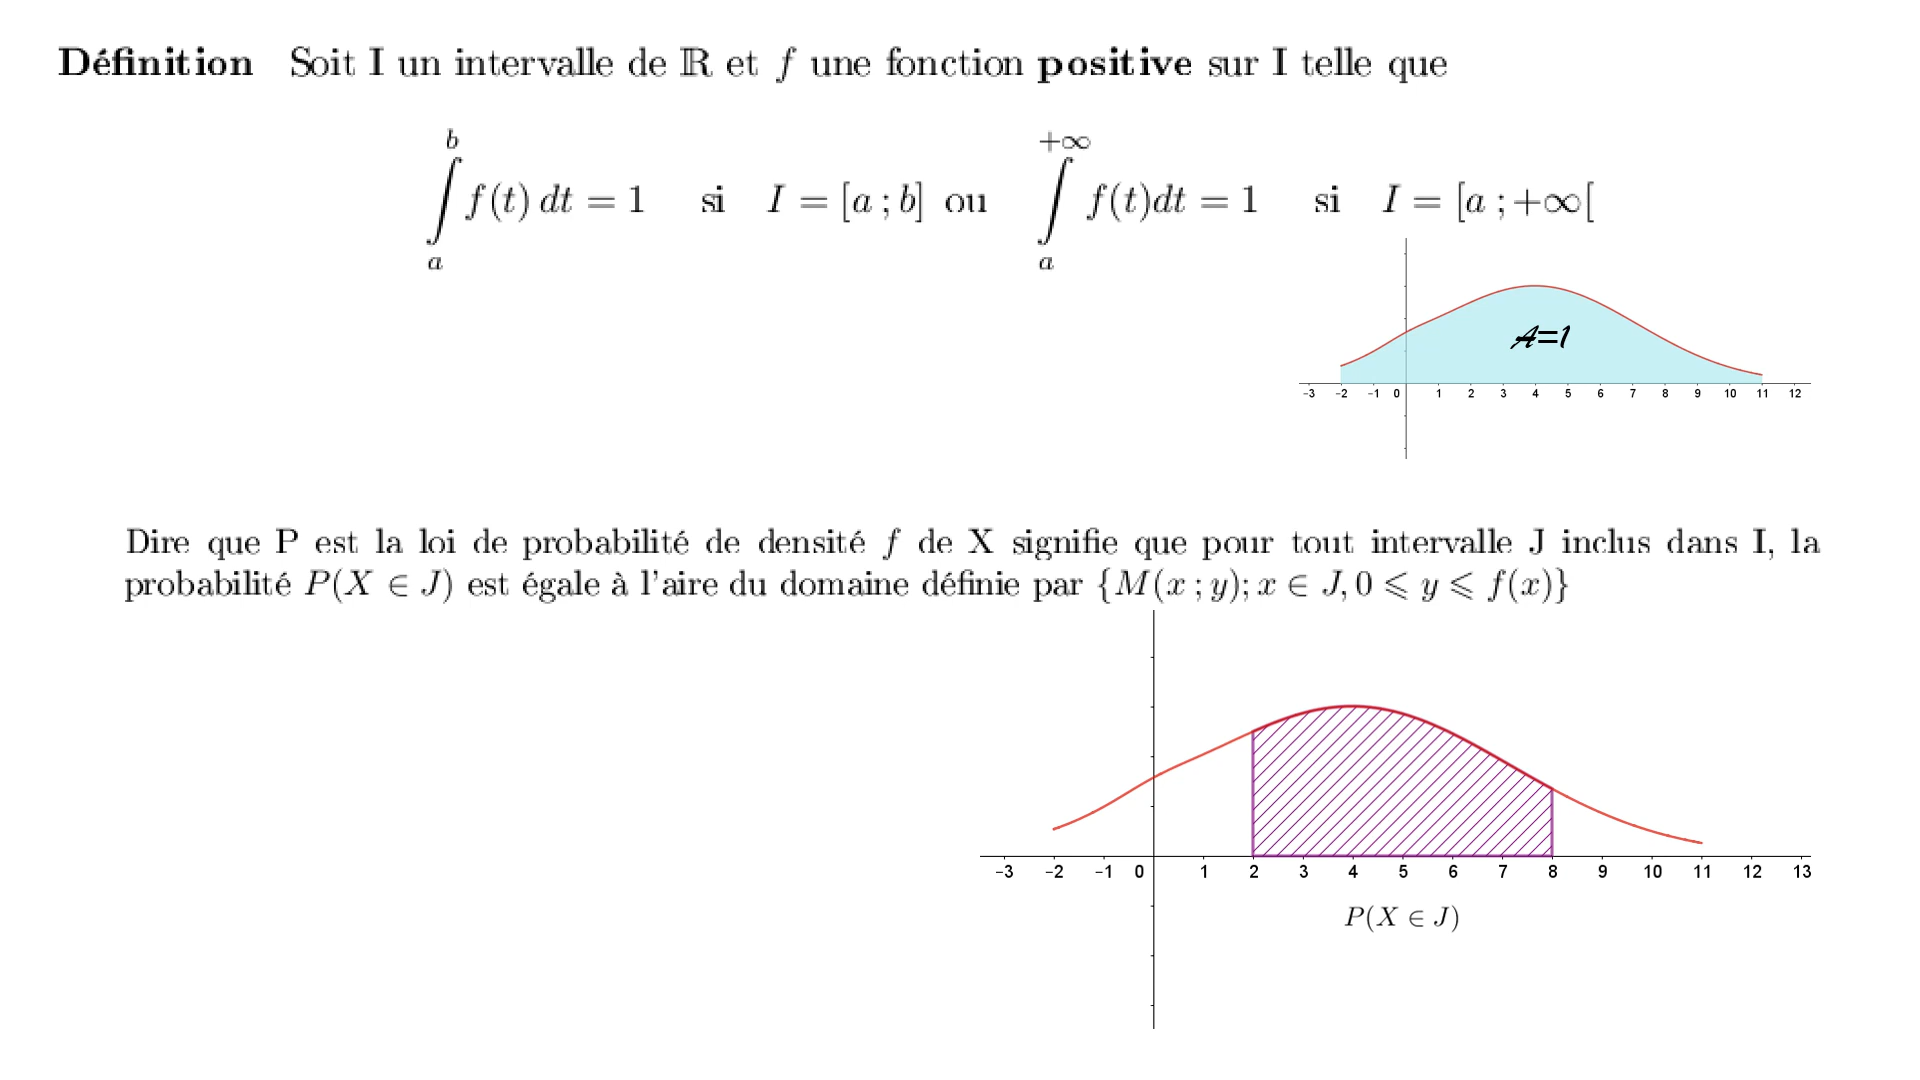 Définition Soit I un intervalle de ℝ et f une fonction positive sur I telle que
∫_a^b f(t) dt = 1 si I = [a ; b] ou ∫_a^{+∞} f(t)dt = 1 si I = [a ; +∞[
A=1
−3 −2 −1 0 1 2 3 4 5 6 7 8 9 10 11 12
Dire que P est la loi de probabilité de densité f de X signifie que pour tout intervalle J inclus dans I, la
probabilité P(X ∈ J) est égale à l'aire du domaine définie par {M(x ; y); x ∈ J, 0 ⩽ y ⩽ f(x)}
−3 −2 −1 0 1 2 3 4 5 6 7 8 9 10 11 12 13
P(X ∈ J)